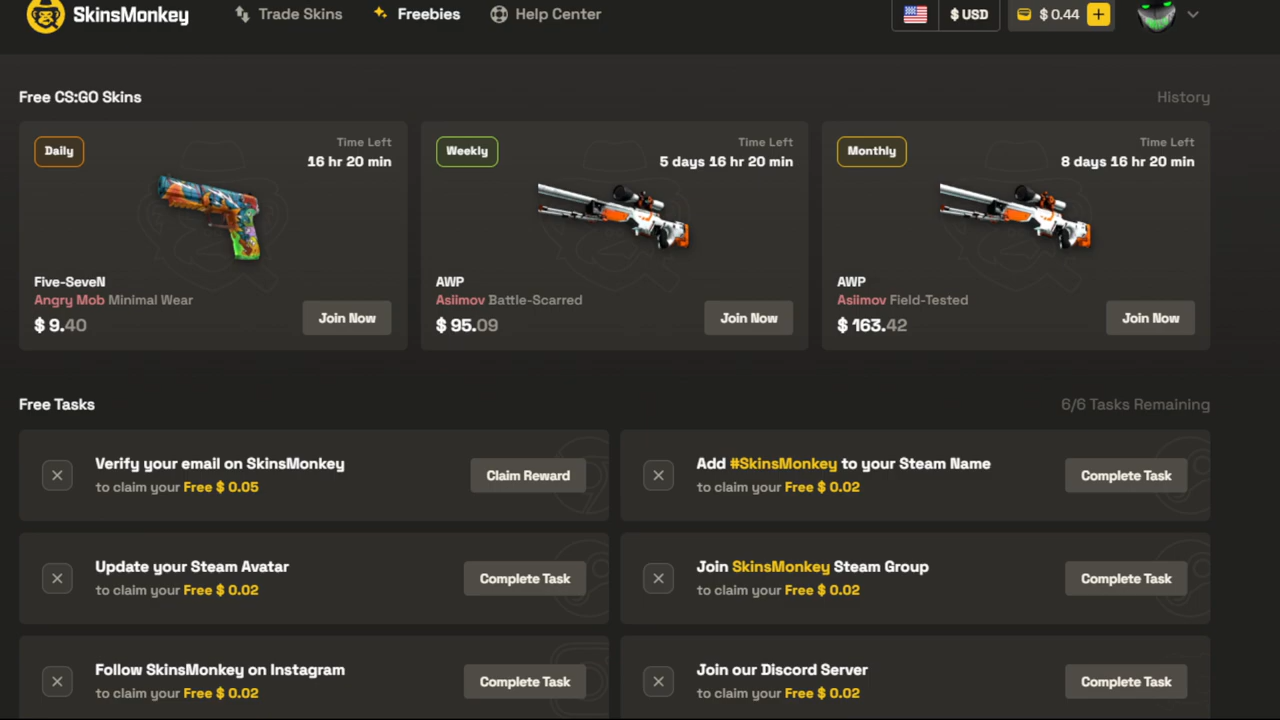 SkinsMonkey
Trade Skins
Freebies
Help Center
$ USD
$ 0.44
+
Free CS:GO Skins
History
Daily
Time Left
16 hr 20 min
Five-SeveN
Angry Mob Minimal Wear
$ 9.40
Join Now
Weekly
Time Left
5 days 16 hr 20 min
AWP
Asiimov Battle-Scarred
$ 95.09
Join Now
Monthly
Time Left
8 days 16 hr 20 min
AWP
Asiimov Field-Tested
$ 163.42
Join Now
Free Tasks
6/6 Tasks Remaining
Verify your email on SkinsMonkey
to claim your Free $ 0.05
Claim Reward
Add #SkinsMonkey to your Steam Name
to claim your Free $ 0.02
Complete Task
Update your Steam Avatar
to claim your Free $ 0.02
Complete Task
Join SkinsMonkey Steam Group
to claim your Free $ 0.02
Complete Task
Follow SkinsMonkey on Instagram
to claim your Free $ 0.02
Complete Task
Join our Discord Server
to claim your Free $ 0.02
Complete Task